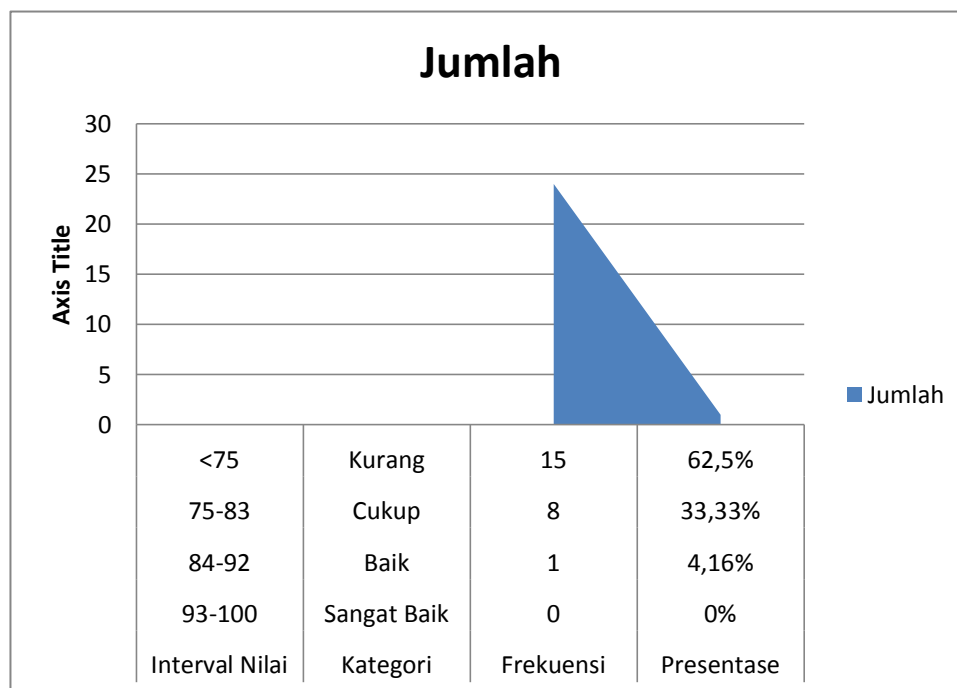 Jumlah
30
25
20
15
10
5
0
Axis Title
Jumlah
<75 Kurang 15 62,5%
75-83 Cukup 8 33,33%
84-92 Baik 1 4,16%
93-100 Sangat Baik 0 0%
Interval Nilai Kategori Frekuensi Presentase